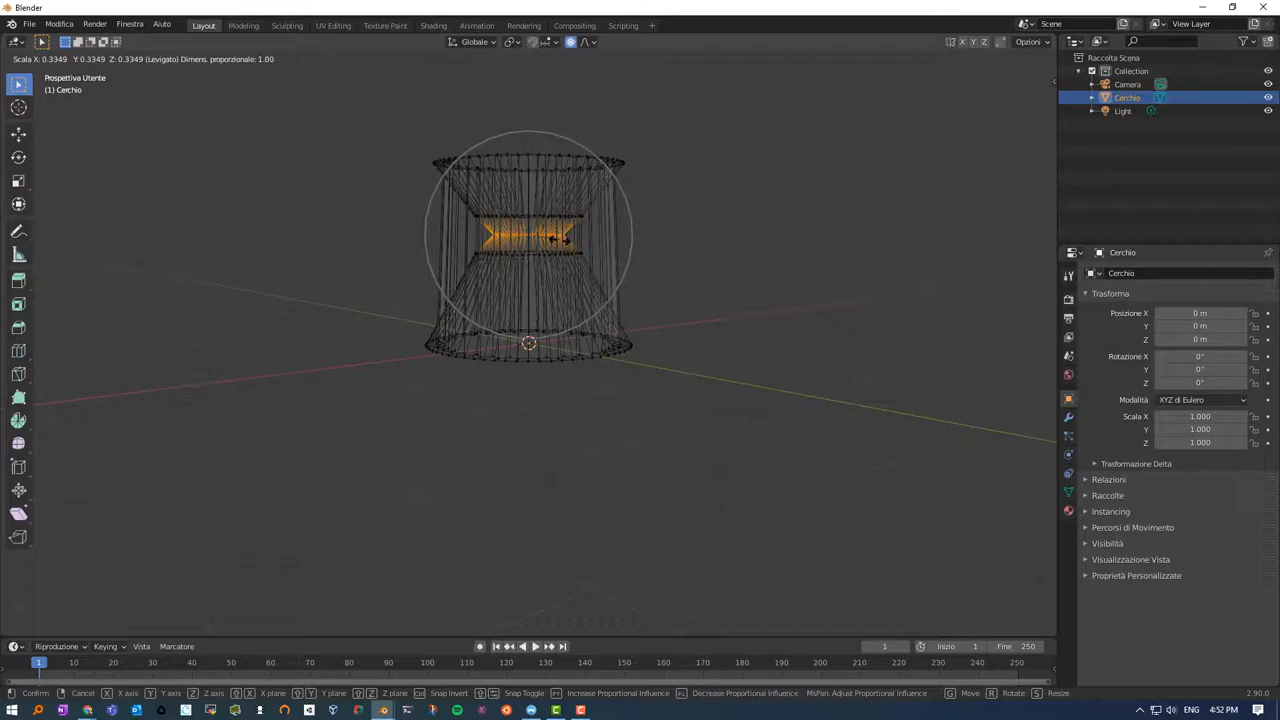 Blender
File Modifica Render Finestra Aiuto Layout Modeling Sculpting UV Editing Texture Paint Shading Animation Rendering Compositing Scripting + Scene View Layer
Globale X Y Z Opzioni
Scala X: 0.3349 Y: 0.3349 Z: 0.3349 (Levigato) Dimens. proporzionale: 1.00
Prospettiva Utente
(1) Cerchio
Raccolta Scena
Collection
Camera
Cerchio
Light
Cerchio
Cerchio
Trasforma
Posizione X 0 m
Y 0 m
Z 0 m
Rotazione X 0°
Y 0°
Z 0°
Modalità XYZ di Eulero
Scala X 1.000
Y 1.000
Z 1.000
Trasformazione Delta
Relazioni
Raccolte
Instancing
Percorsi di Movimento
Visibilità
Visualizzazione Vista
Proprietà Personalizzate
Riproduzione Keying Vista Marcatore 1 Inizio 1 Fine 250
1 10 20 30 40 50 60 70 80 90 100 110 120 130 140 150 160 170 180 190 200 210 220 230 240 250
Confirm Cancel X X axis Y Y axis Z Z axis X X plane Y Y plane Z Z plane Snap Invert Snap Toggle Increase Proportional Influence Decrease Proportional Influence MsPan: Adjust Proportional Influence G Move R Rotate S Resize 2.90.0
ENG 4:52 PM